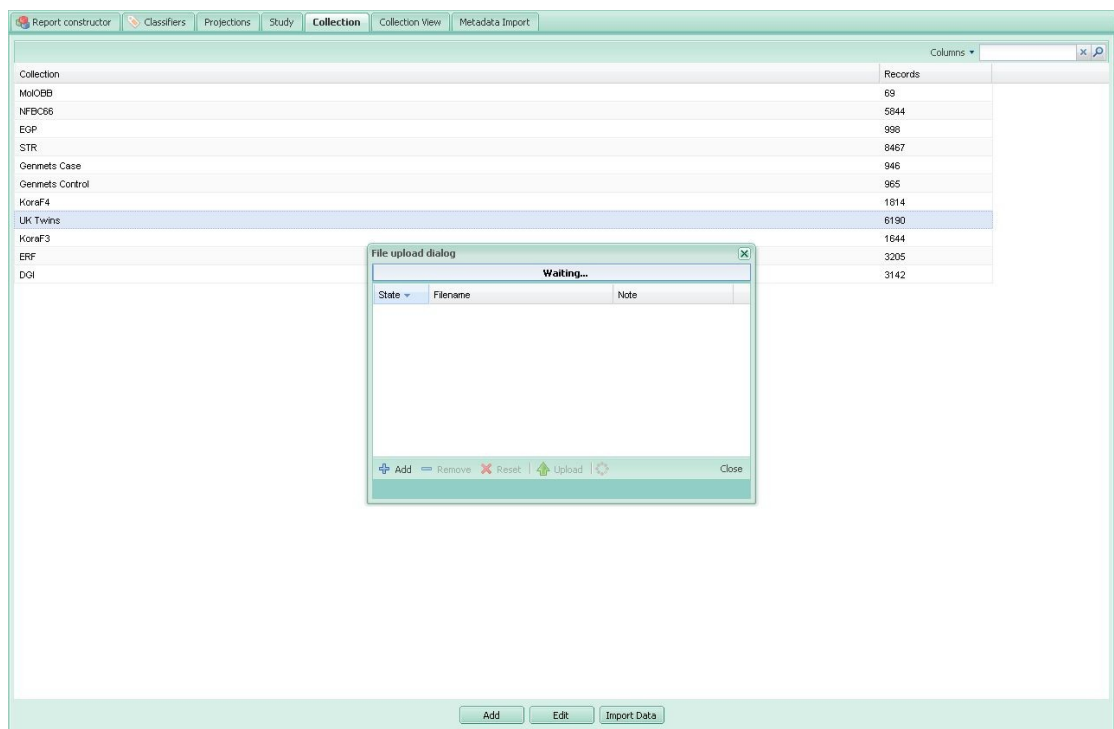 Report constructor Classifiers Projections Study Collection Collection View Metadata Import
Columns
Collection Records
MolOBB 69
NFBC66 5844
EGP 998
STR 8467
Genmets Case 946
Genmets Control 965
KoraF4 1814
UK Twins 6190
KoraF3 1644
ERF 3205
DGI 3142
File upload dialog
Waiting...
State Filename Note
Add Remove Reset Upload Close
Add Edit Import Data